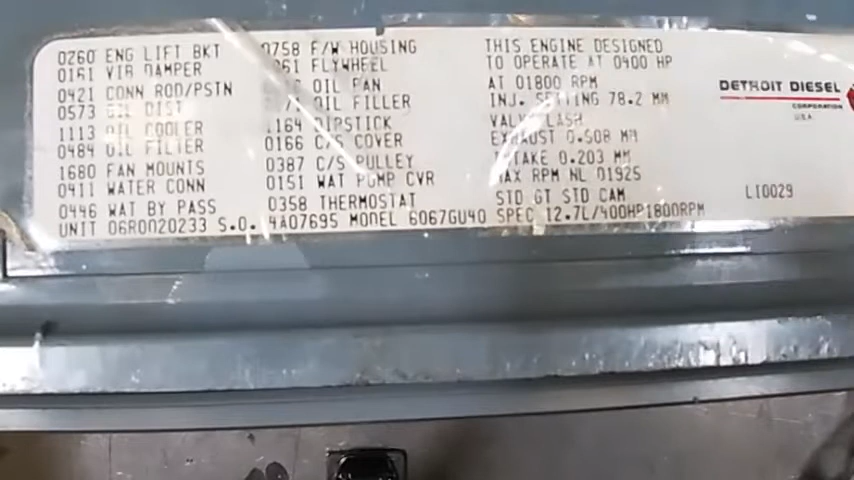 0260 ENG LIFT BKT
0161 VIB DAMPER
0421 CONN ROD/PSTN
0573 OIL DIST
1113 OIL COOLER
0484 OIL FILTER
1680 FAN MOUNTS
0411 WATER CONN
0446 WAT BY PASS
0758 F/W HOUSING
FLYWHEEL
OIL PAN
OIL FILLER
1164 DIPSTICK
0166 C/S COVER
0387 C/S PULLEY
0151 WAT PUMP CVR
0358 THERMOSTAT
THIS ENGINE DESIGNED
TO OPERATE AT 0400 HP
AT 01800 RPM
INJ. SETTING 78.2 MM
VALVE LASH
EXHAUST 0.508 MM
INTAKE 0.203 MM
MAX RPM NL 01925
STD GT STD CAM
DETROIT DIESEL
CORPORATION
U.S.A.
LI0029
UNIT 06R0020233 S.O. 4A07695 MODEL 6067GU40 SPEC 12.7L/400HP1800RPM